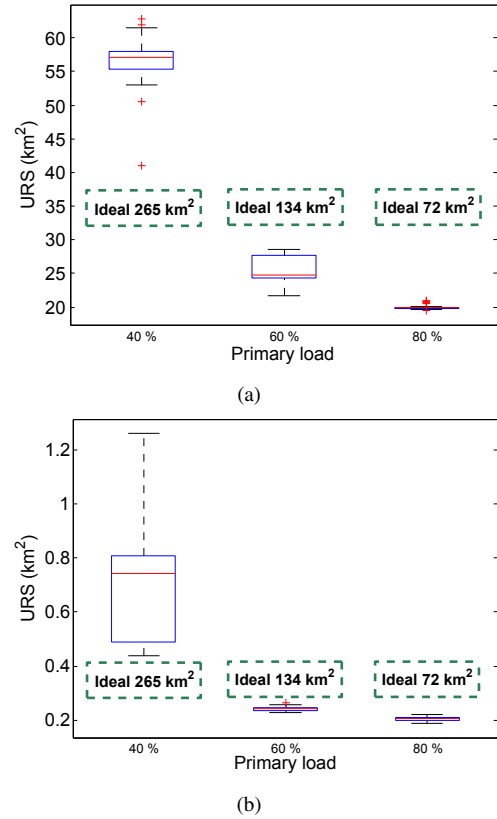 60
55
50
45
40
35
30
25
20
URS (km²)
Ideal 265 km²
Ideal 134 km²
Ideal 72 km²
40 %
60 %
80 %
Primary load
(a)
1.2
1
0.8
0.6
0.4
0.2
URS (km²)
Ideal 265 km²
Ideal 134 km²
Ideal 72 km²
40 %
60 %
80 %
Primary load
(b)